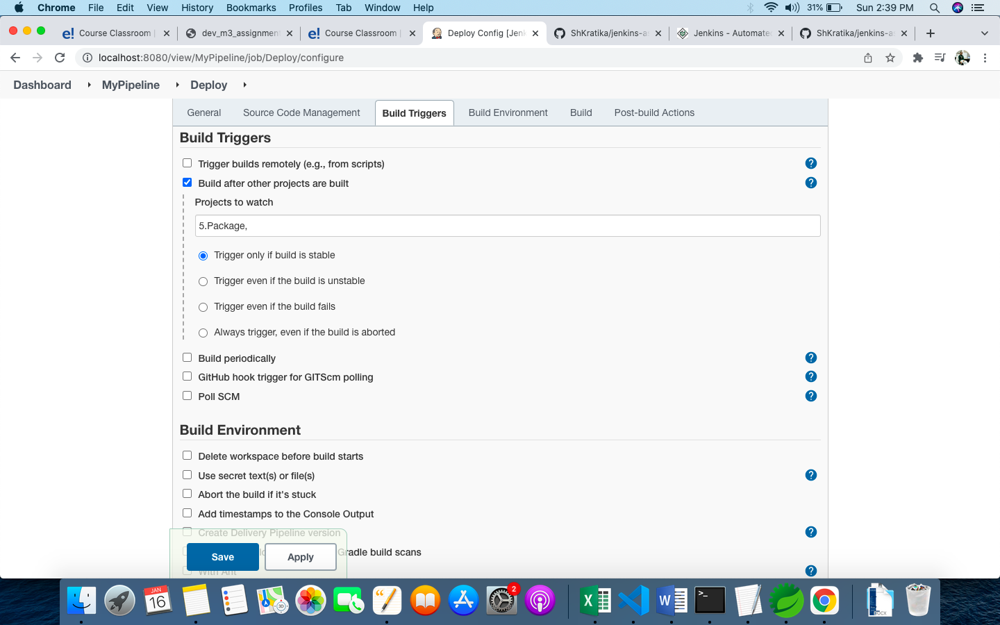 Chrome File Edit View History Bookmarks Profiles Tab Window Help 31% Sun 2:39 PM
e! Course Classroom | dev_m3_assignment e! Course Classroom | Deploy Config [Jenk ShKratika/jenkins-a Jenkins - Automated ShKratika/jenkins-a
localhost:8080/view/MyPipeline/job/Deploy/configure
Dashboard MyPipeline Deploy
General Source Code Management Build Triggers Build Environment Build Post-build Actions
Build Triggers
Trigger builds remotely (e.g., from scripts) ?
Build after other projects are built ?
Projects to watch
5.Package,
Trigger only if build is stable
Trigger even if the build is unstable
Trigger even if the build fails
Always trigger, even if the build is aborted
Build periodically ?
GitHub hook trigger for GITScm polling ?
Poll SCM ?
Build Environment
Delete workspace before build starts
Use secret text(s) or file(s) ?
Abort the build if it's stuck
Add timestamps to the Console Output
Create Delivery Pipeline version ?
Gradle build scans
Save Apply
With Ant ?
JAN
16
3D
2
X W >_
DOCX